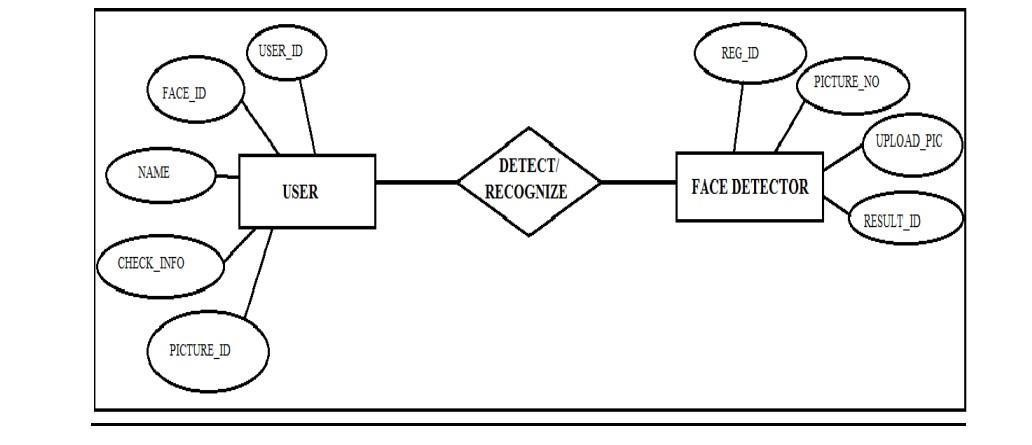 USER_ID
FACE_ID
NAME
CHECK_INFO
PICTURE_ID
USER
DETECT/
RECOGNIZE
FACE DETECTOR
REG_ID
PICTURE_NO
UPLOAD_PIC
RESULT_ID